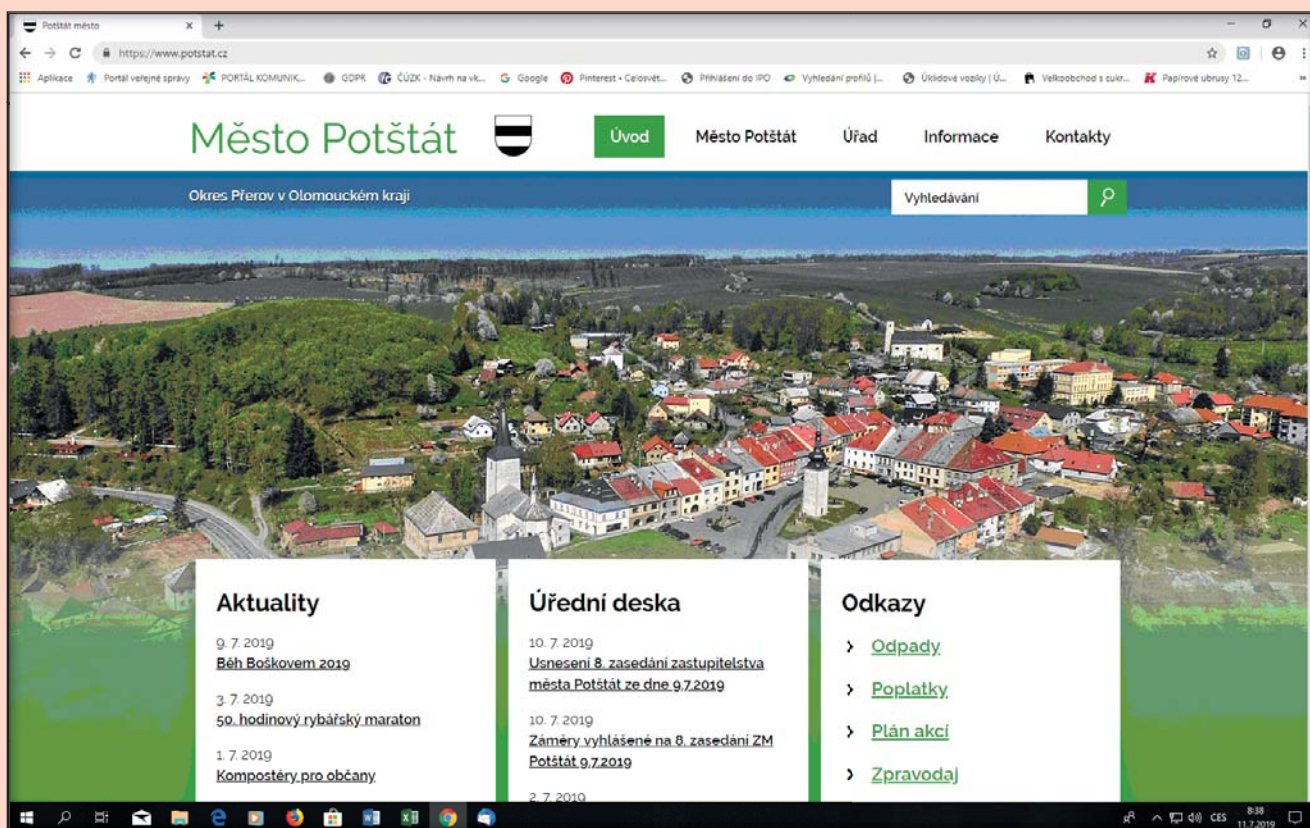 Potštát město
https://www.potstat.cz
Aplikace Portál veřejné správy PORTÁL KOMUNIK... GDPR ČÚZK - Návrh na vk... Google Pinterest • Celosvět... Přihlášení do IPO Vyhledání profilů |... Úklidové vozíky | Ú... Velkoobchod s cukr... Papírové ubrusy 12... »
Město Potštát
Úvod Město Potštát Úřad Informace Kontakty
Okres Přerov v Olomouckém kraji
Vyhledávání
Aktuality
9. 7. 2019
Běh Boškovem 2019
3. 7. 2019
50. hodinový rybářský maraton
1. 7. 2019
Kompostéry pro občany
Úřední deska
10. 7. 2019
Usnesení 8. zasedání zastupitelstva
města Potštát ze dne 9.7.2019
10. 7. 2019
Záměry vyhlášené na 8. zasedání ZM
Potštát 9.7.2019
2. 7. 2019
Odkazy
Odpady
Poplatky
Plán akcí
Zpravodaj
CES
8:38
11.7.2019